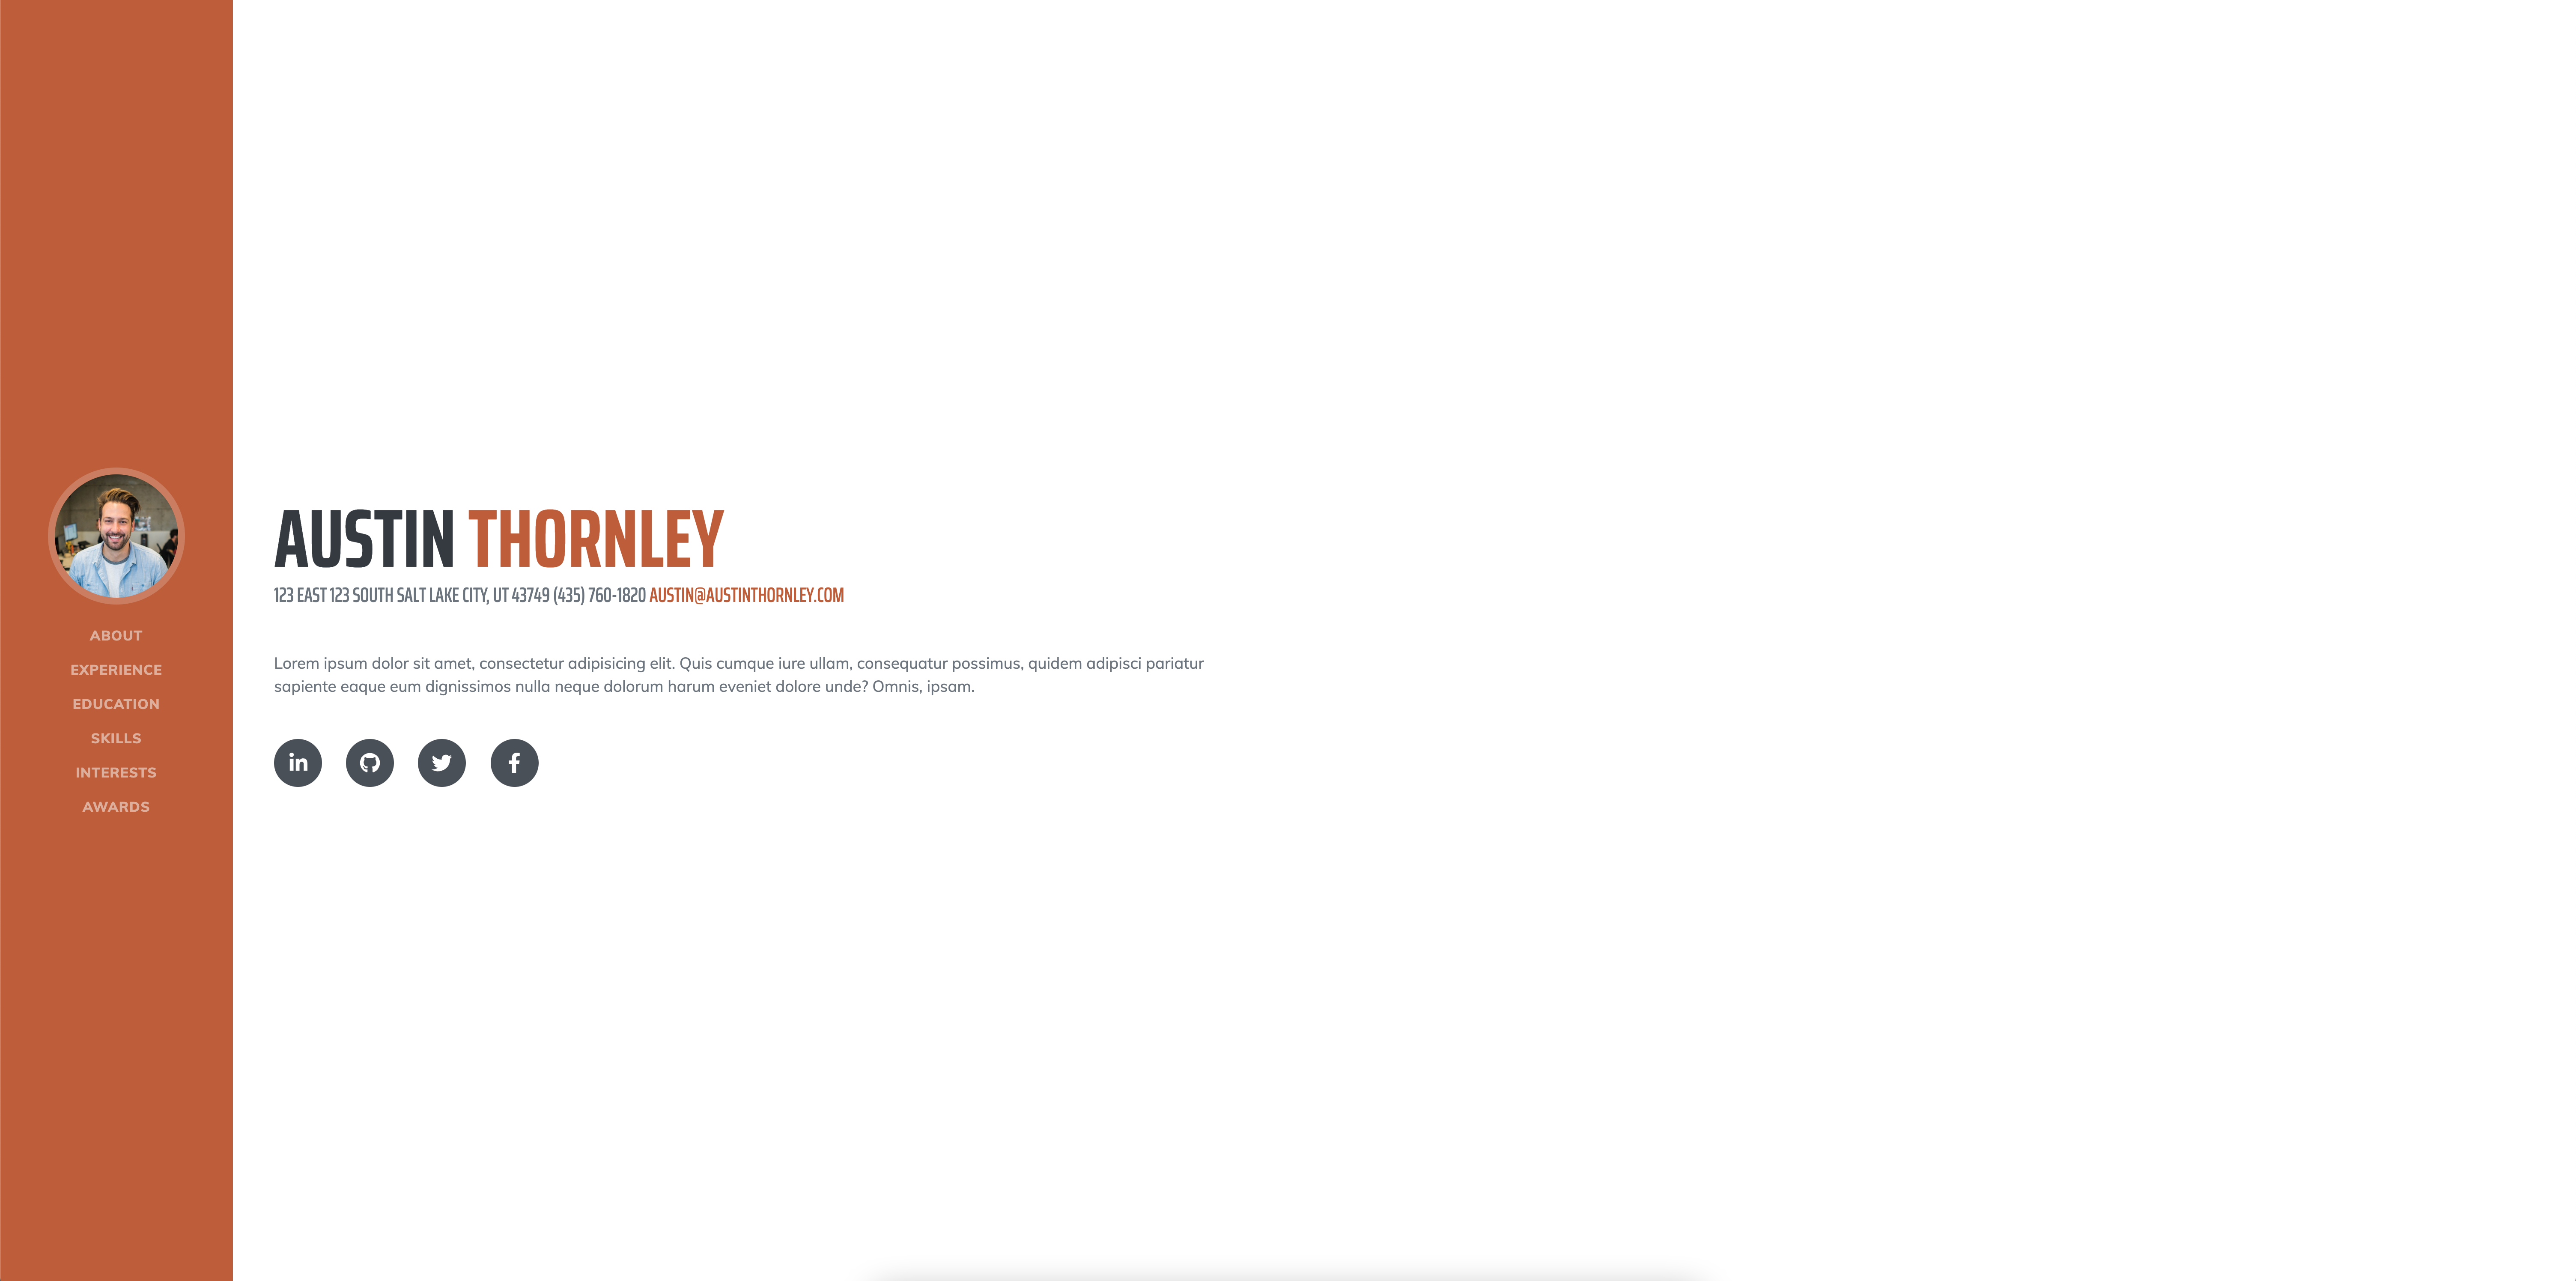 ABOUT
EXPERIENCE
EDUCATION
SKILLS
INTERESTS
AWARDS
AUSTIN THORNLEY
123 EAST 123 SOUTH SALT LAKE CITY, UT 43749 (435) 760-1820 AUSTIN@AUSTINTHORNLEY.COM
Lorem ipsum dolor sit amet, consectetur adipisicing elit. Quis cumque iure ullam, consequatur possimus, quidem adipisci pariatur
sapiente eaque eum dignissimos nulla neque dolorum harum eveniet dolore unde? Omnis, ipsam.